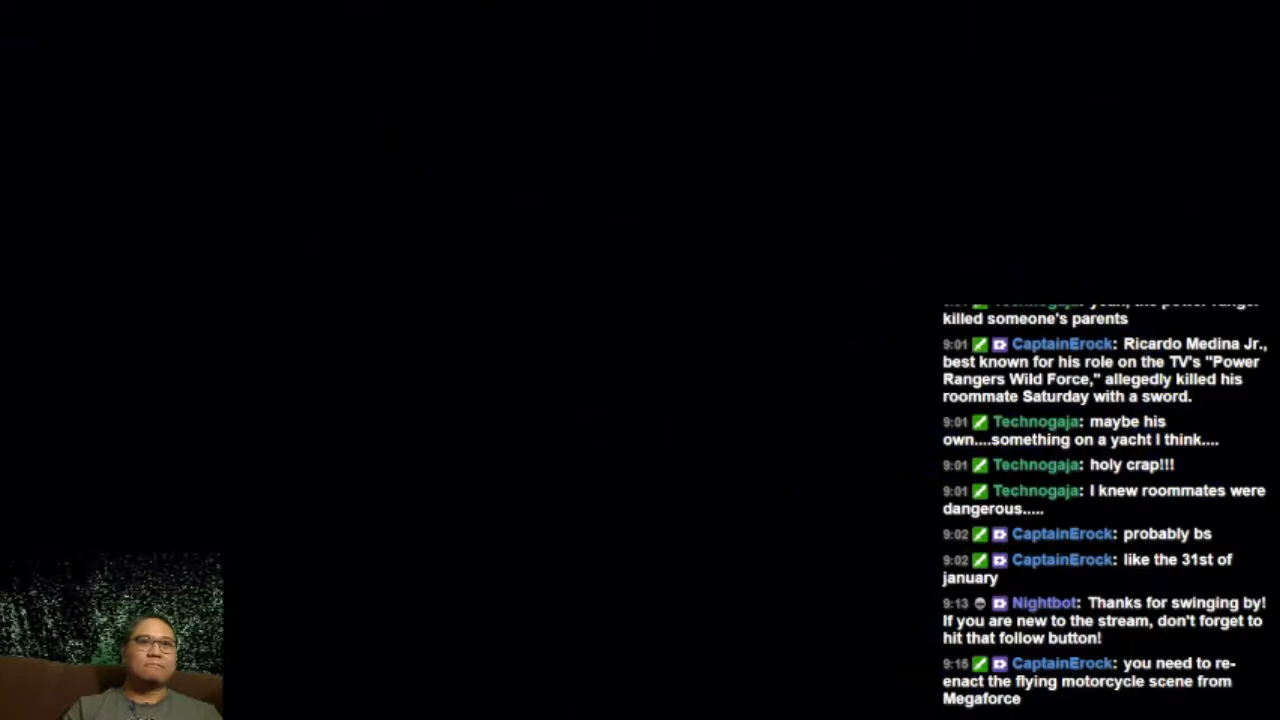 killed someone's parents
9:01 CaptainErock: Ricardo Medina Jr.,
best known for his role on the TV's "Power
Rangers Wild Force," allegedly killed his
roommate Saturday with a sword.
9:01 Technogaja: maybe his
own....something on a yacht I think....
9:01 Technogaja: holy crap!!!
9:01 Technogaja: I knew roommates were
dangerous.....
9:02 CaptainErock: probably bs
9:02 CaptainErock: like the 31st of
january
9:13 Nightbot: Thanks for swinging by!
If you are new to the stream, don't forget to
hit that follow button!
9:15 CaptainErock: you need to re-
enact the flying motorcycle scene from
Megaforce